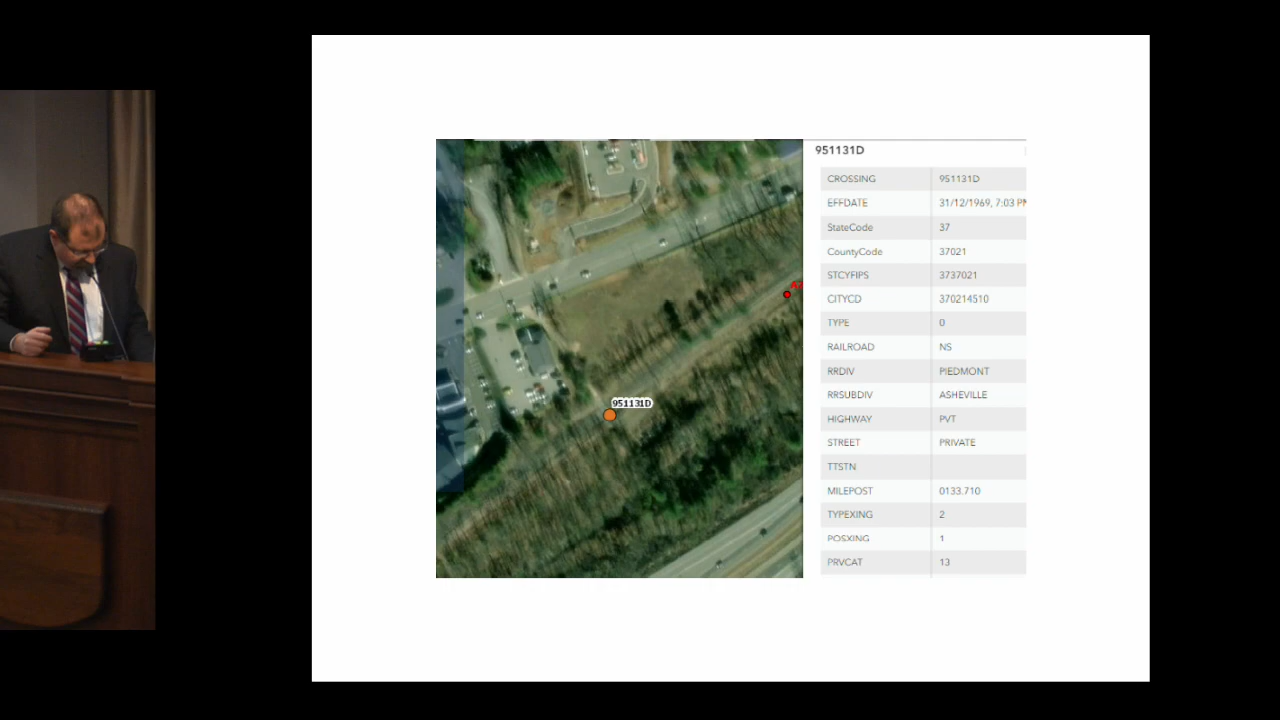 951131D
CROSSING 951131D
EFFDATE 31/12/1969, 7:03 PM
StateCode 37
CountyCode 37021
STCYFIPS 3737021
CITYCD 370214510
TYPE 0
RAILROAD NS
RRDIV PIEDMONT
RRSUBDIV ASHEVILLE
HIGHWAY PVT
STREET PRIVATE
TTSTN
MILEPOST 0133.710
TYPEXING 2
POSXING 1
PRVCAT 13
951131D